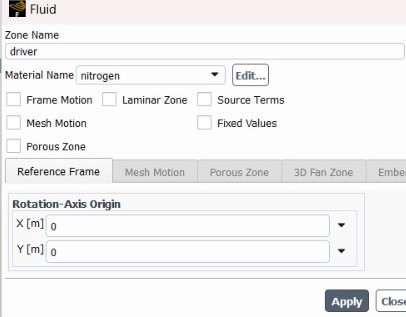 Fluid
Zone Name
driver
Material Name nitrogen Edit...
Frame Motion Laminar Zone Source Terms
Mesh Motion Fixed Values
Porous Zone
Reference Frame Mesh Motion Porous Zone 3D Fan Zone Embe
Rotation-Axis Origin
X [m] 0
Y [m] 0
Apply Close